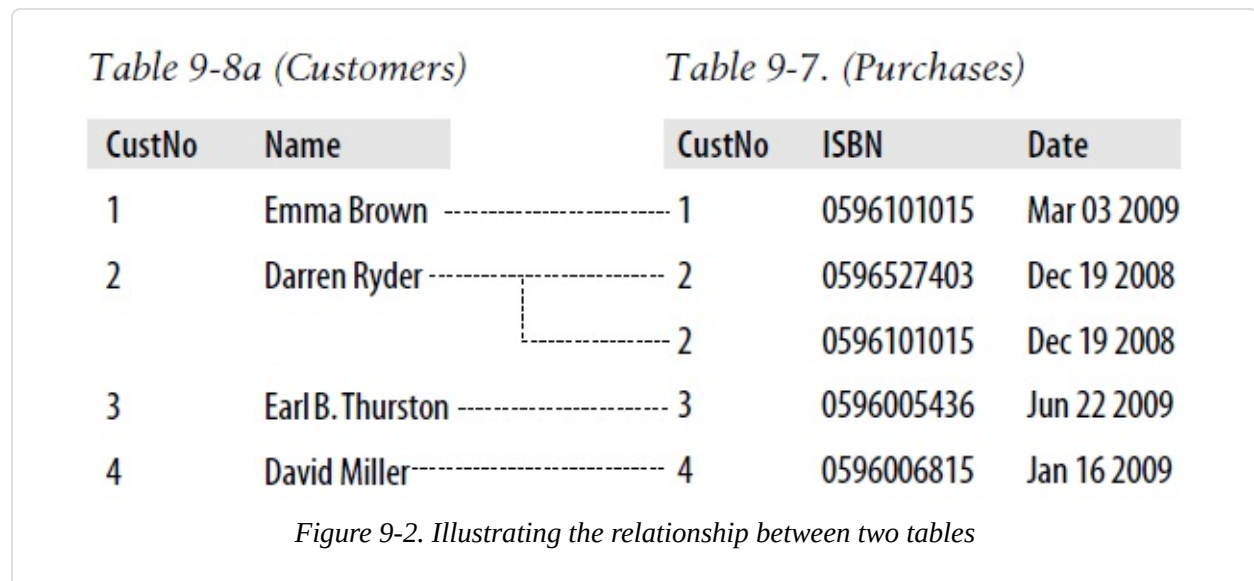 Table 9-8a (Customers) Table 9-7. (Purchases)
CustNo Name CustNo ISBN Date
1 Emma Brown 1 0596101015 Mar 03 2009
2 Darren Ryder 2 0596527403 Dec 19 2008
2 0596101015 Dec 19 2008
3 Earl B. Thurston 3 0596005436 Jun 22 2009
4 David Miller 4 0596006815 Jan 16 2009
Figure 9-2. Illustrating the relationship between two tables